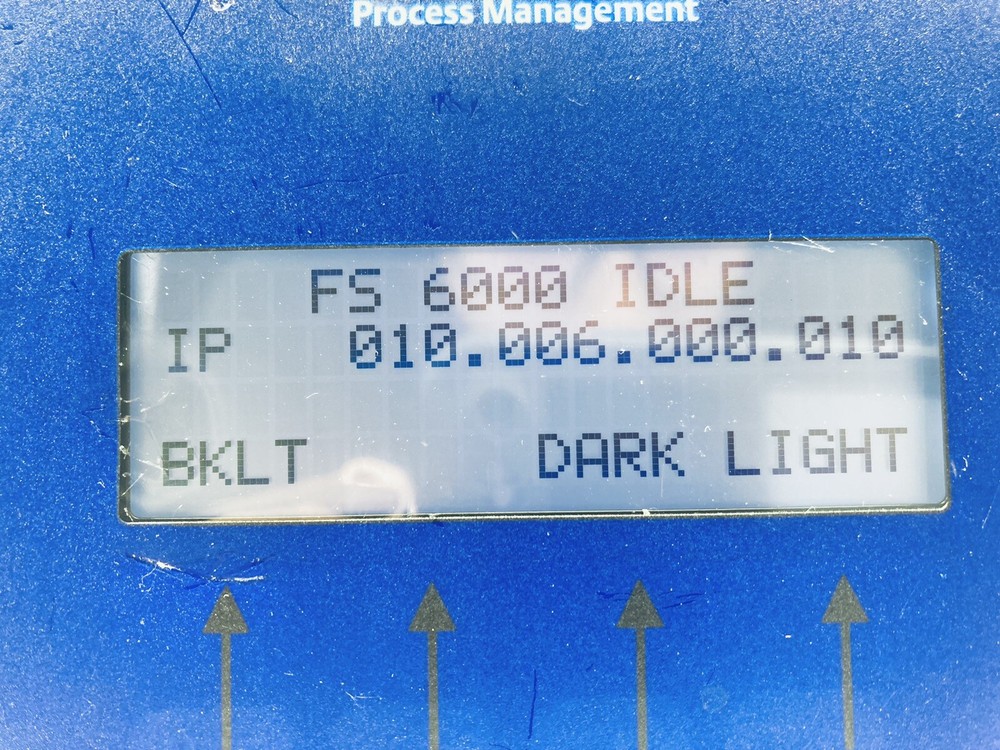 Process Management
FS 6000 IDLE
IP 010.006.000.010
BKLT DARK LIGHT